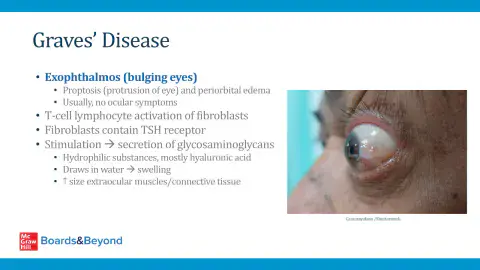 Graves' Disease
• Exophthalmos (bulging eyes)
• Proptosis (protrusion of eye) and periorbital edema
• Usually, no ocular symptoms
• T-cell lymphocyte activation of fibroblasts
• Fibroblasts contain TSH receptor
• Stimulation → secretion of glycosaminoglycans
• Hydrophilic substances, mostly hyaluronic acid
• Draws in water → swelling
• ↑ size extraocular muscles/connective tissue
Mc
Graw
Hill
Boards&Beyond